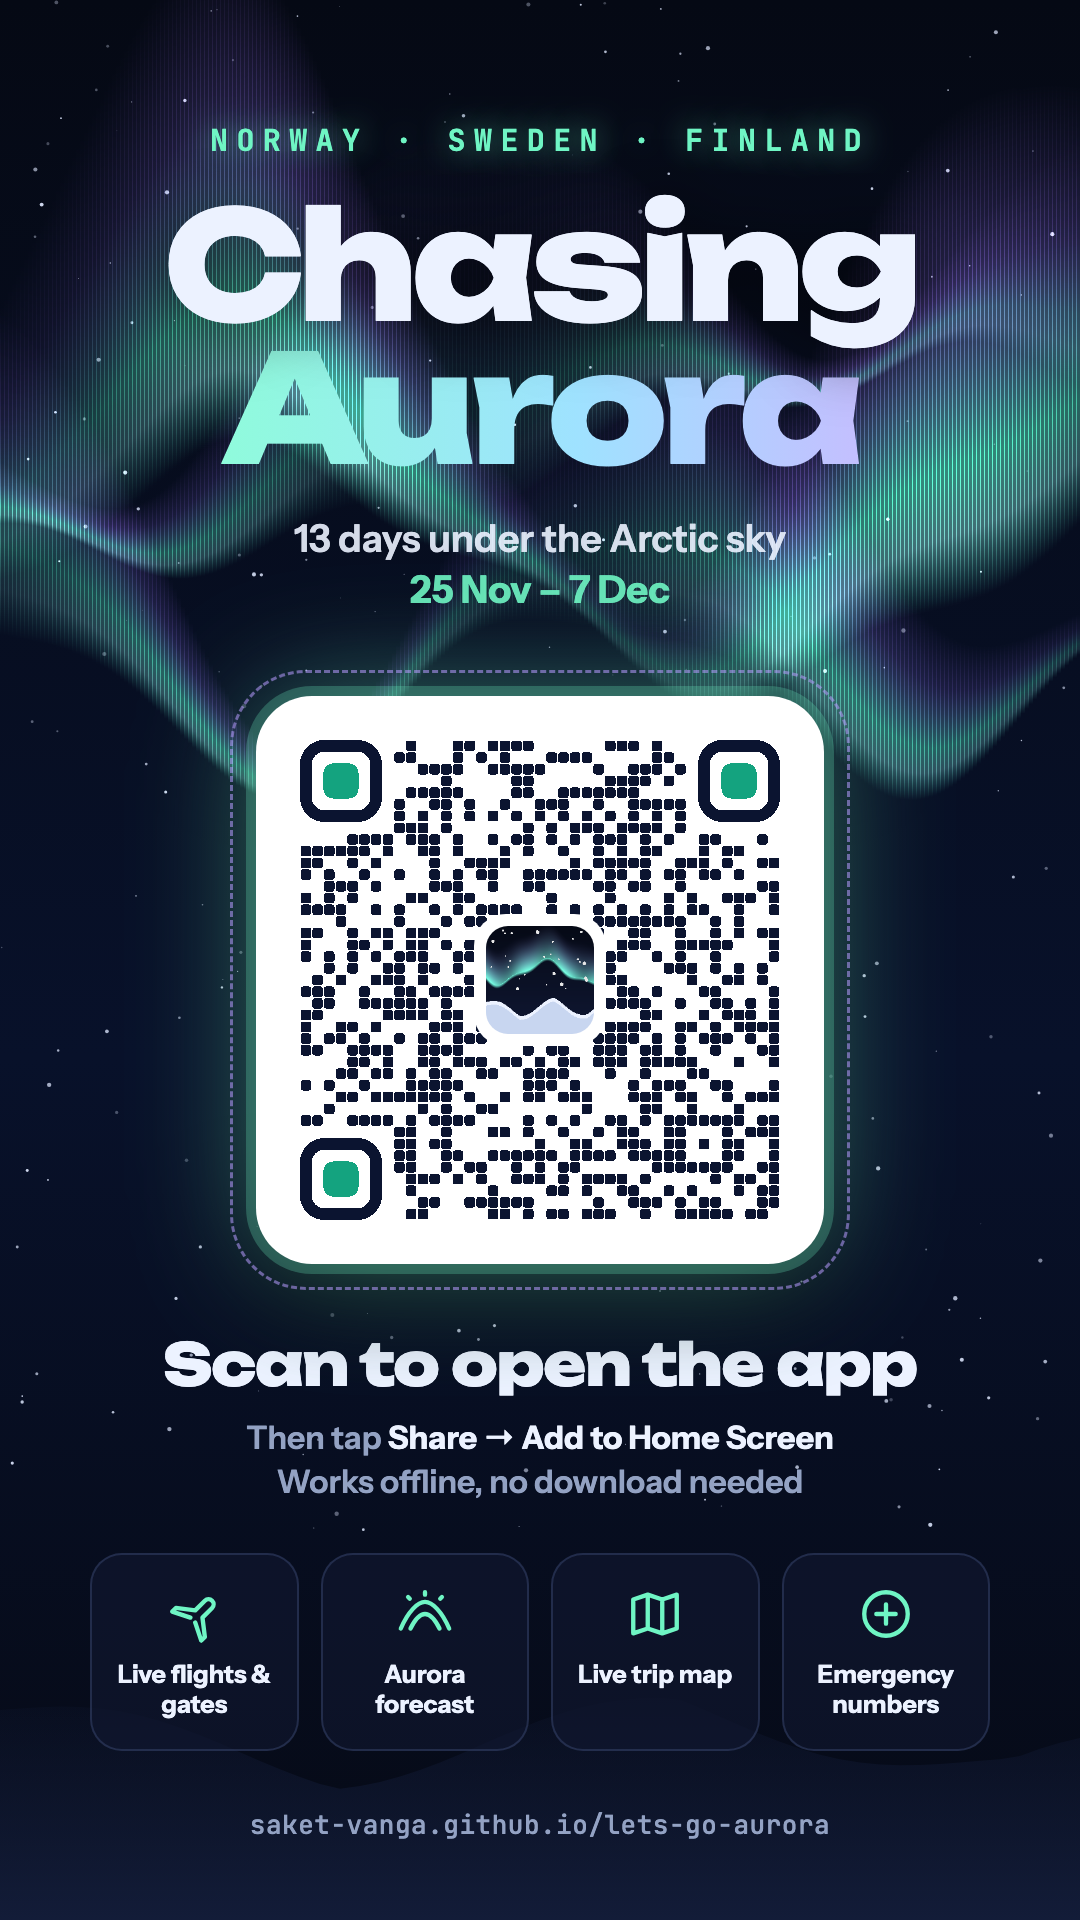 NORWAY · SWEDEN · FINLAND
Chasing
Aurora
13 days under the Arctic sky
25 Nov – 7 Dec
Scan to open the app
Then tap Share → Add to Home Screen
Works offline, no download needed
Live flights &
gates
Aurora
forecast
Live trip map
Emergency
numbers
saket-vanga.github.io/lets-go-aurora